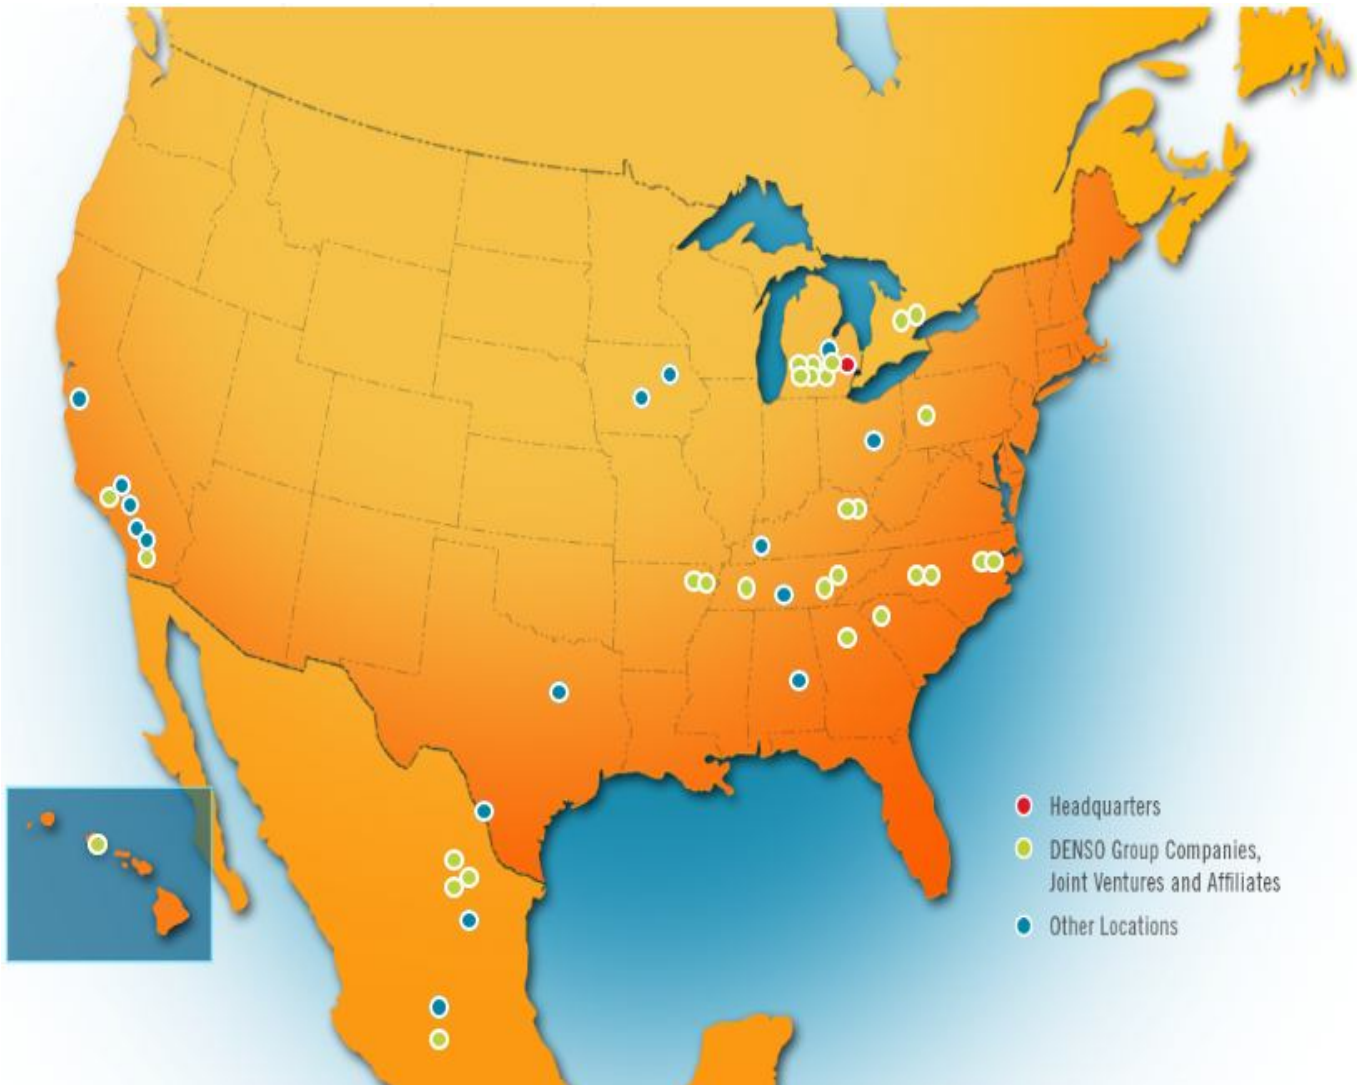 Headquarters
DENSO Group Companies,
Joint Ventures and Affiliates
Other Locations